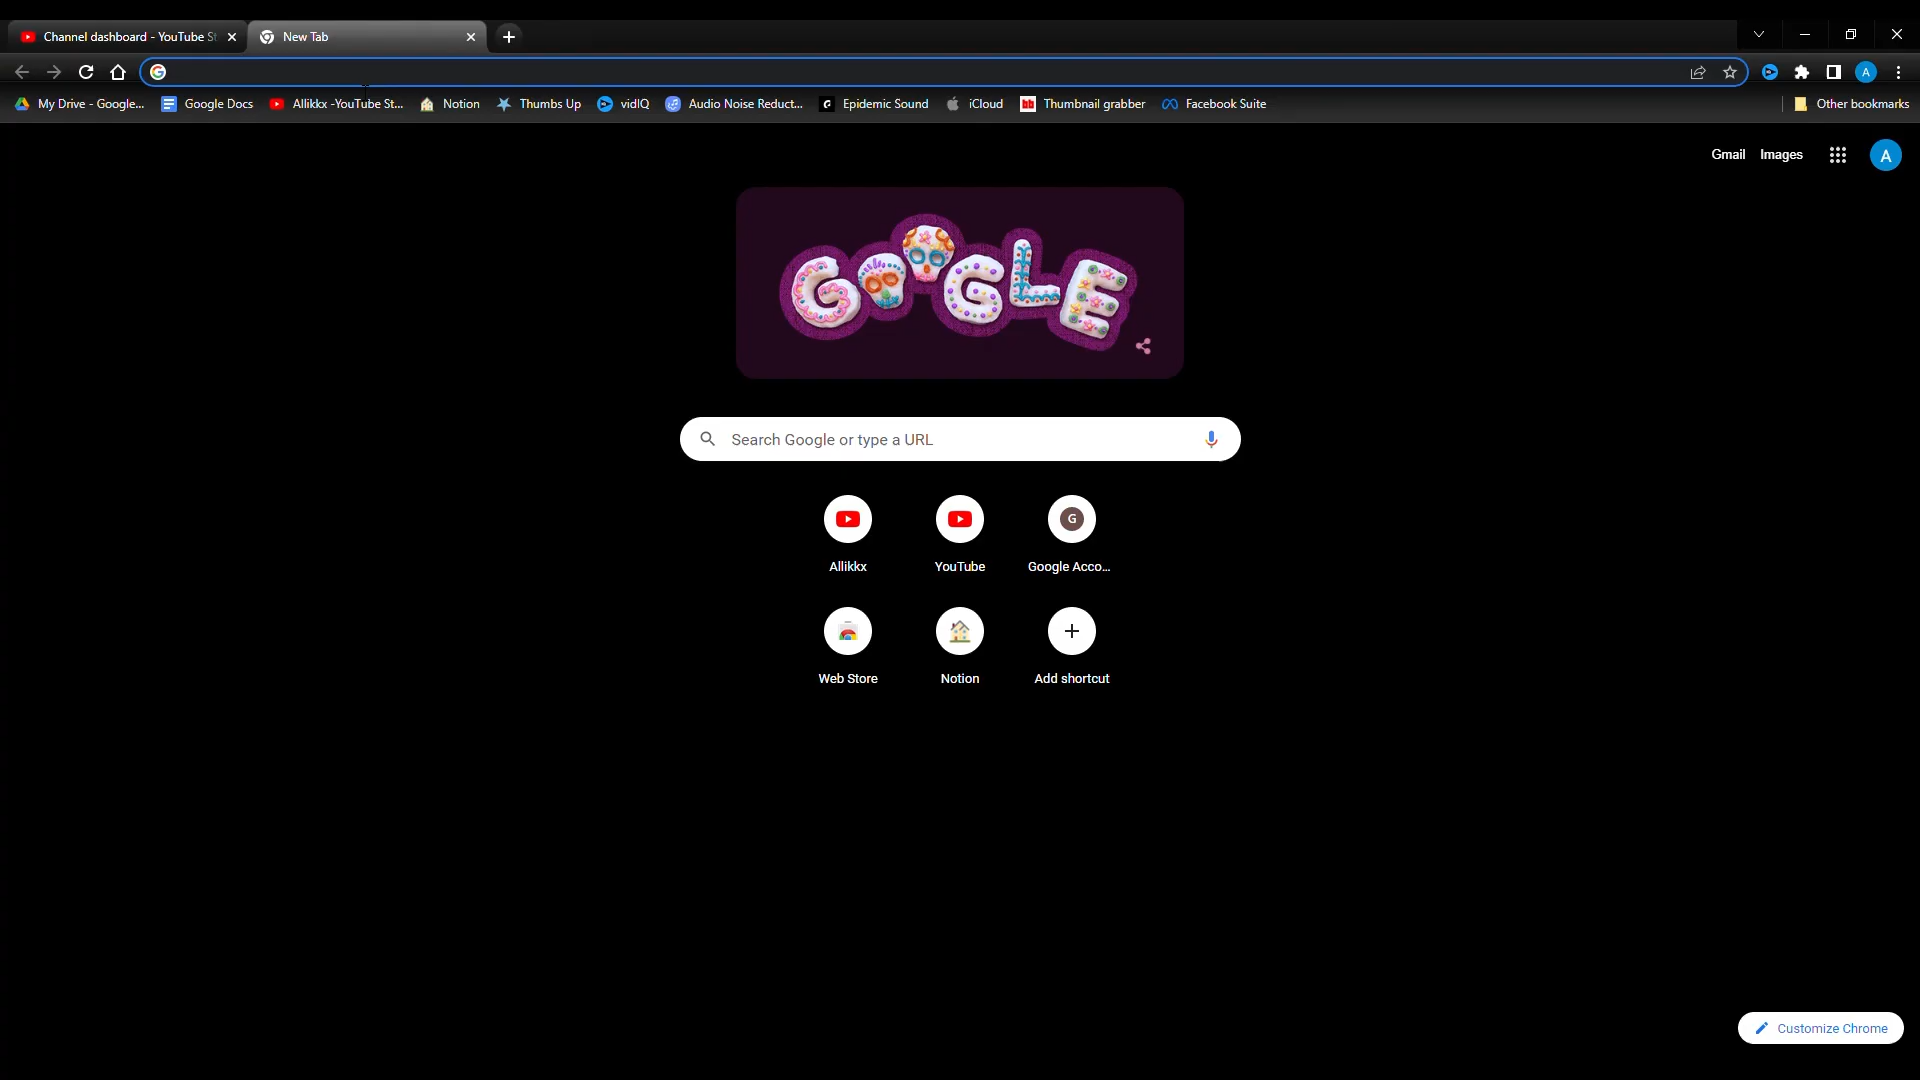 Channel dashboard - YouTube St
New Tab
My Drive - Google...
Google Docs
Allikkx -YouTube St...
Notion
Thumbs Up
vidIQ
Audio Noise Reduct...
Epidemic Sound
iCloud
Thumbnail grabber
Facebook Suite
Other bookmarks
Gmail
Images
A
GOOGLE
Search Google or type a URL
G
Allikkx
YouTube
Google Acco...
Web Store
Notion
Add shortcut
Customize Chrome